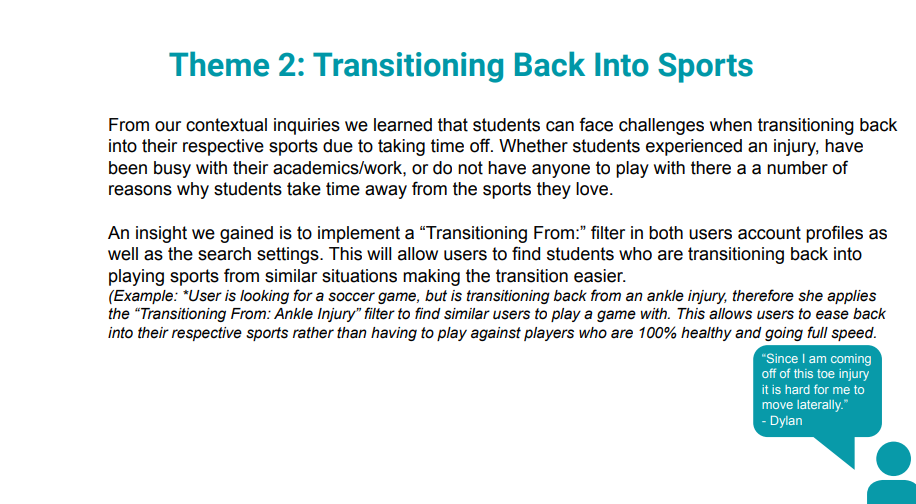 Theme 2: Transitioning Back Into Sports
From our contextual inquiries we learned that students can face challenges when transitioning back
into their respective sports due to taking time off. Whether students experienced an injury, have
been busy with their academics/work, or do not have anyone to play with there a a number of
reasons why students take time away from the sports they love.
An insight we gained is to implement a “Transitioning From:” filter in both users account profiles as
well as the search settings. This will allow users to find students who are transitioning back into
playing sports from similar situations making the transition easier.
(Example: *User is looking for a soccer game, but is transitioning back from an ankle injury, therefore she applies
the “Transitioning From: Ankle Injury” filter to find similar users to play a game with. This allows users to ease back
into their respective sports rather than having to play against players who are 100% healthy and going full speed.
“Since I am coming
off of this toe injury
it is hard for me to
move laterally.”
- Dylan